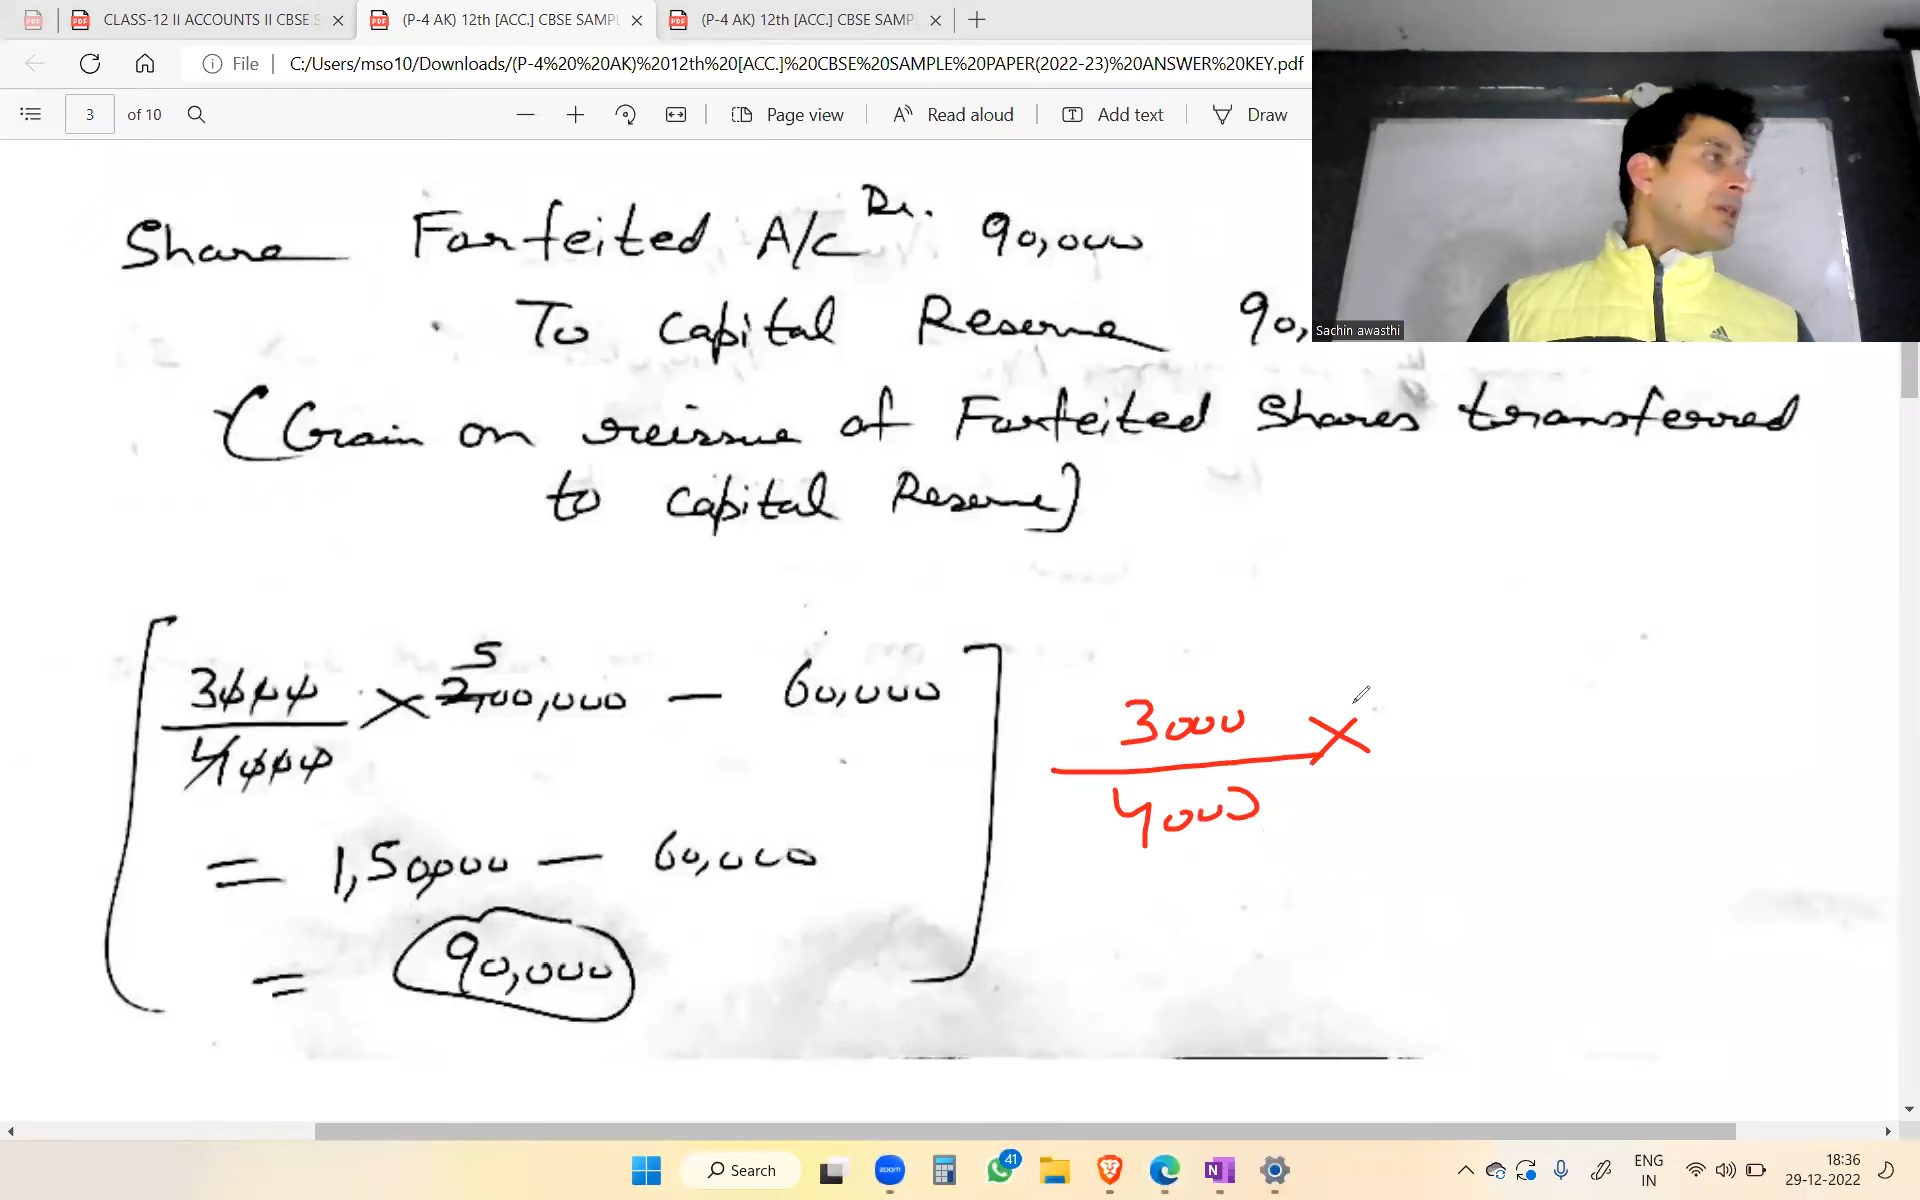 CLASS-12 II ACCOUNTS II CBSE S
(P-4 AK) 12th [ACC.] CBSE SAMPL
(P-4 AK) 12th [ACC.] CBSE SAMP
File C:/Users/mso10/Downloads/(P-4%20%20AK)%2012th%20[ACC.]%20CBSE%20SAMPLE%20PAPER(2022-23)%20ANSWER%20KEY.pdf
3 of 10 Page view Read aloud Add text Draw
Sachin awasthi
Share Forfeited A/c Dr. 90,000
To Capital Reserve 90,
(Gain on reissue of Forfeited Shares transferred
to Capital Reserve]
5
3000 × 2,00,000 — 60,000
4000
3000 ×
4000
= 1,50,000 — 60,000
= 90,000
zoom
Search
41
ENG
IN
18:36
29-12-2022